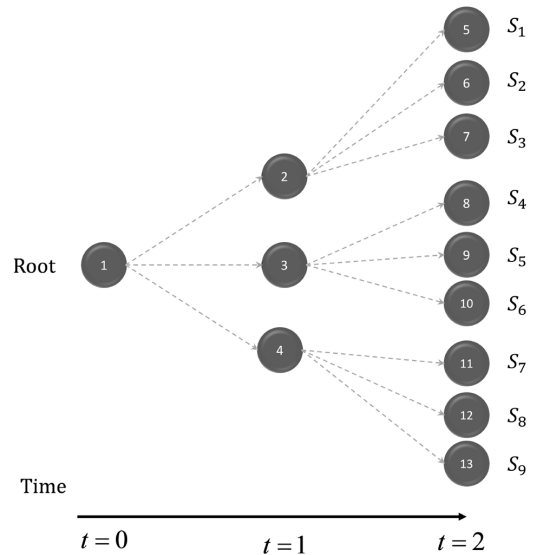 5 S₁
6 S₂
2 7 S₃
8 S₄
Root 1 3 9 S₅
10 S₆
4 11 S₇
12 S₈
13 S₉
Time
t = 0 t = 1 t = 2